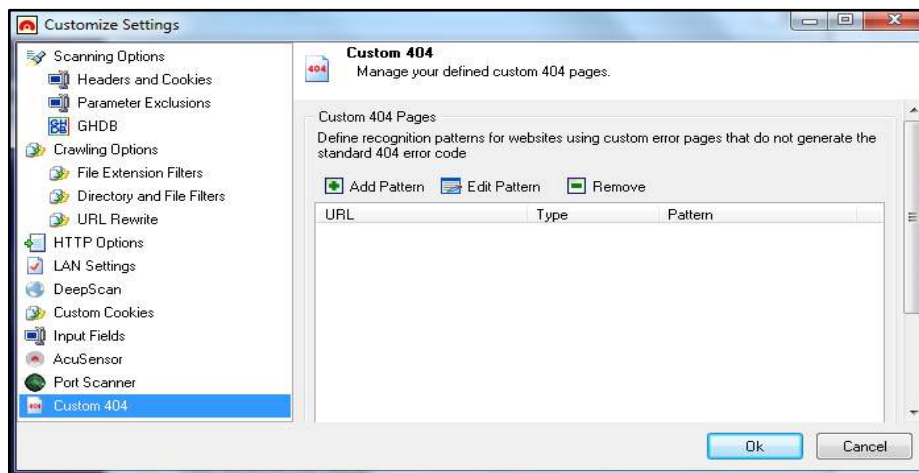 Customize Settings
Scanning Options
Headers and Cookies
Parameter Exclusions
GHDB
Crawling Options
File Extension Filters
Directory and File Filters
URL Rewrite
HTTP Options
LAN Settings
DeepScan
Custom Cookies
Input Fields
AcuSensor
Port Scanner
404 Custom 404
404 Custom 404
Manage your defined custom 404 pages.
Custom 404 Pages
Define recognition patterns for websites using custom error pages that do not generate the
standard 404 error code
Add Pattern Edit Pattern Remove
URL Type Pattern
Ok Cancel